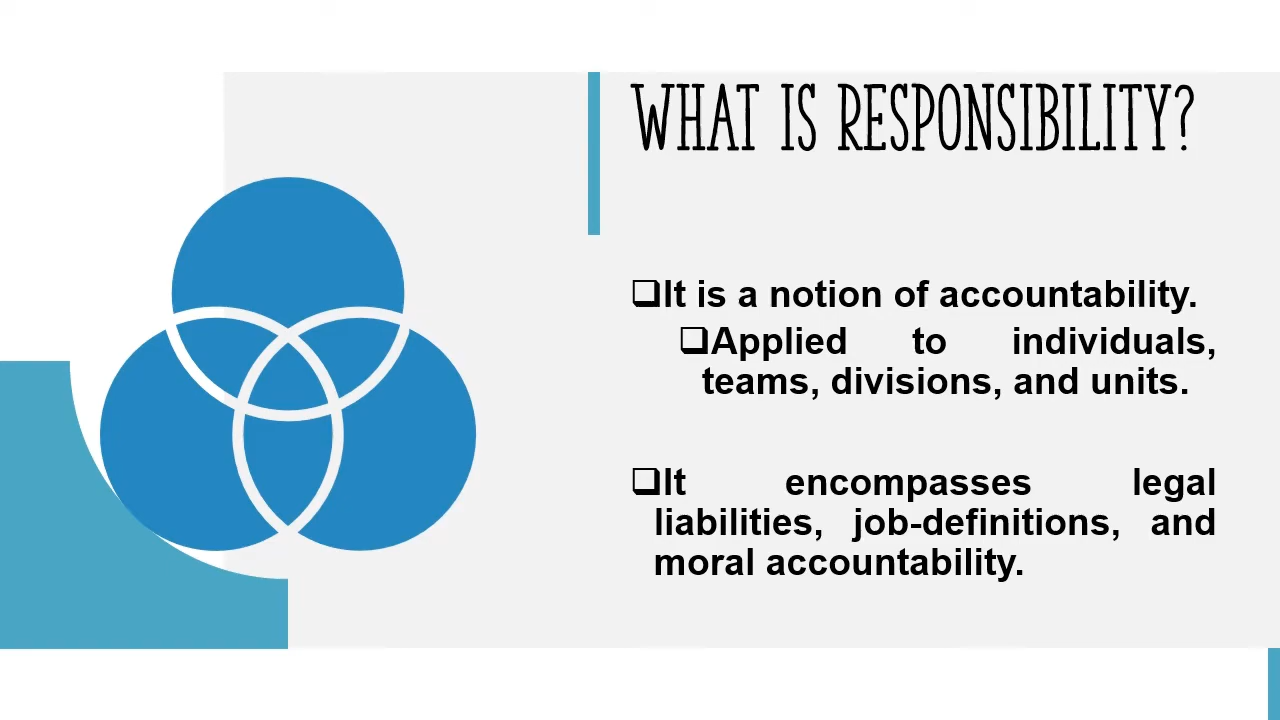 WHAT IS RESPONSIBILITY?
❑It is a notion of accountability.
❑Applied to individuals,
teams, divisions, and units.
❑It encompasses legal
liabilities, job-definitions, and
moral accountability.